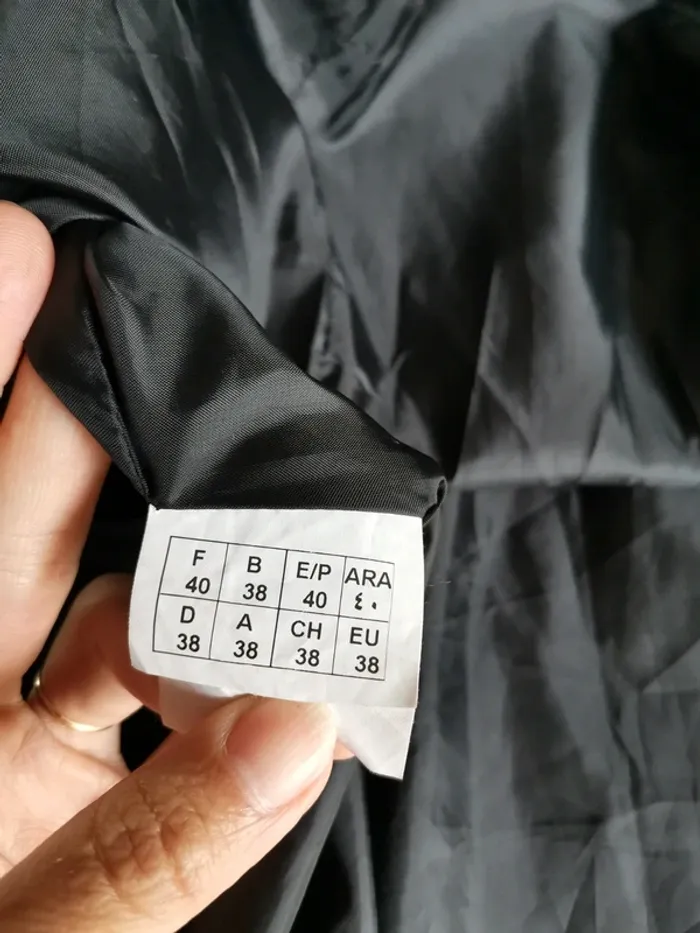 F B E/P ARA
40 38 40 ٤٠
D A CH EU
38 38 38 38